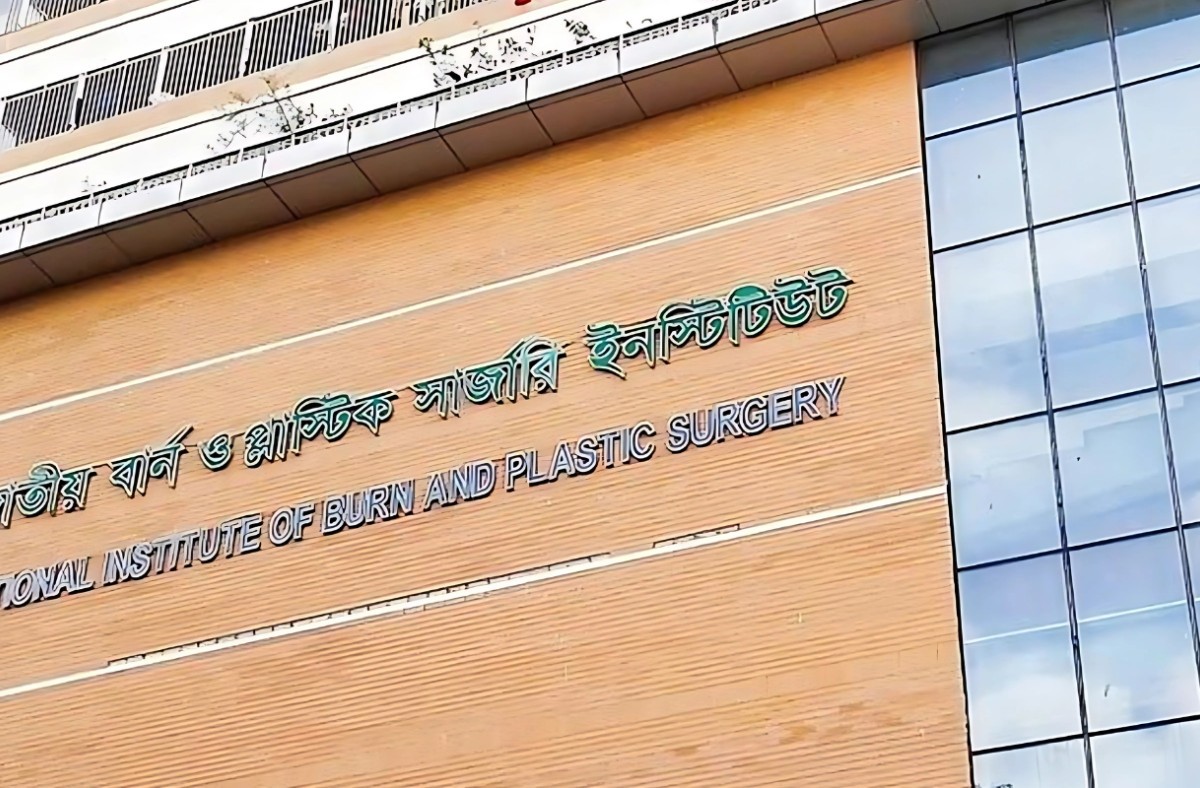 জাতীয় বার্ন ও প্লাস্টিক সার্জারি ইনস্টিটিউট
TIONAL INSTITUTE OF BURN AND PLASTIC SURGERY